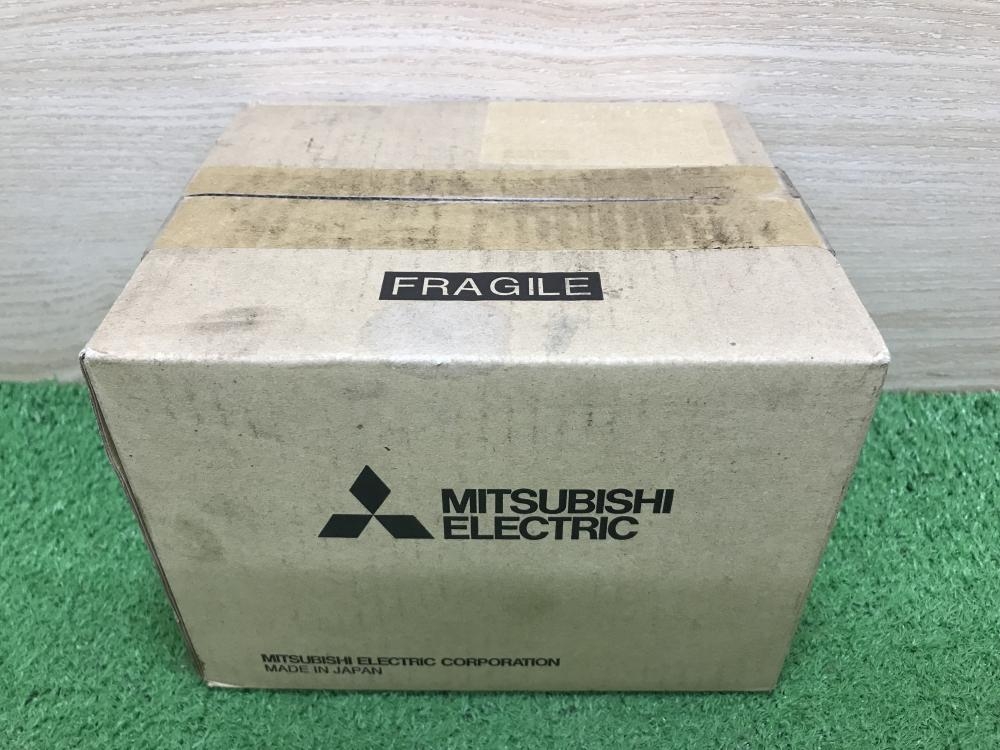 FRAGILE
MITSUBISHI
ELECTRIC
MITSUBISHI ELECTRIC CORPORATION
MADE IN JAPAN